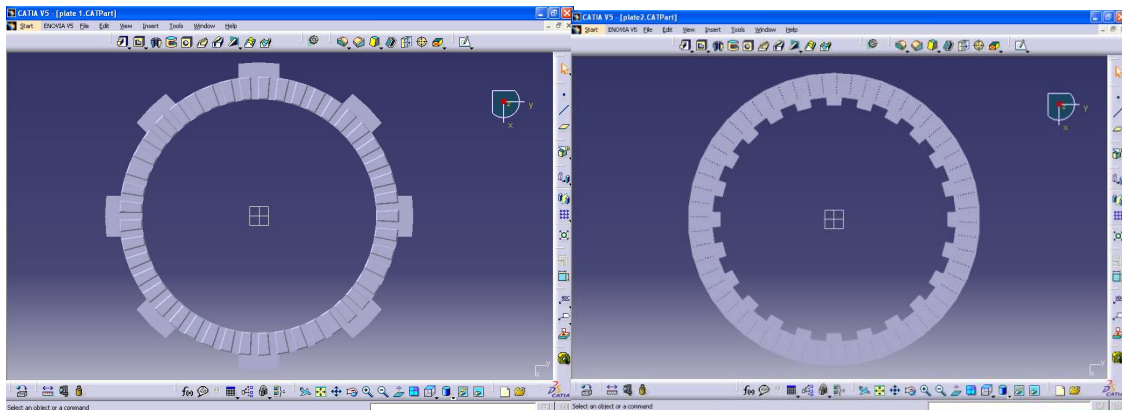 CATIA V5 - [plate 1.CATPart]
Start ENOVIA V5 File Edit View Insert Tools Window Help
y
x
f(x)
CATIA
Select an object or a command
CATIA V5 - [plate2.CATPart]
Start ENOVIA V5 File Edit View Insert Tools Window Help
y
x
f(x)
CATIA
Select an object or a command